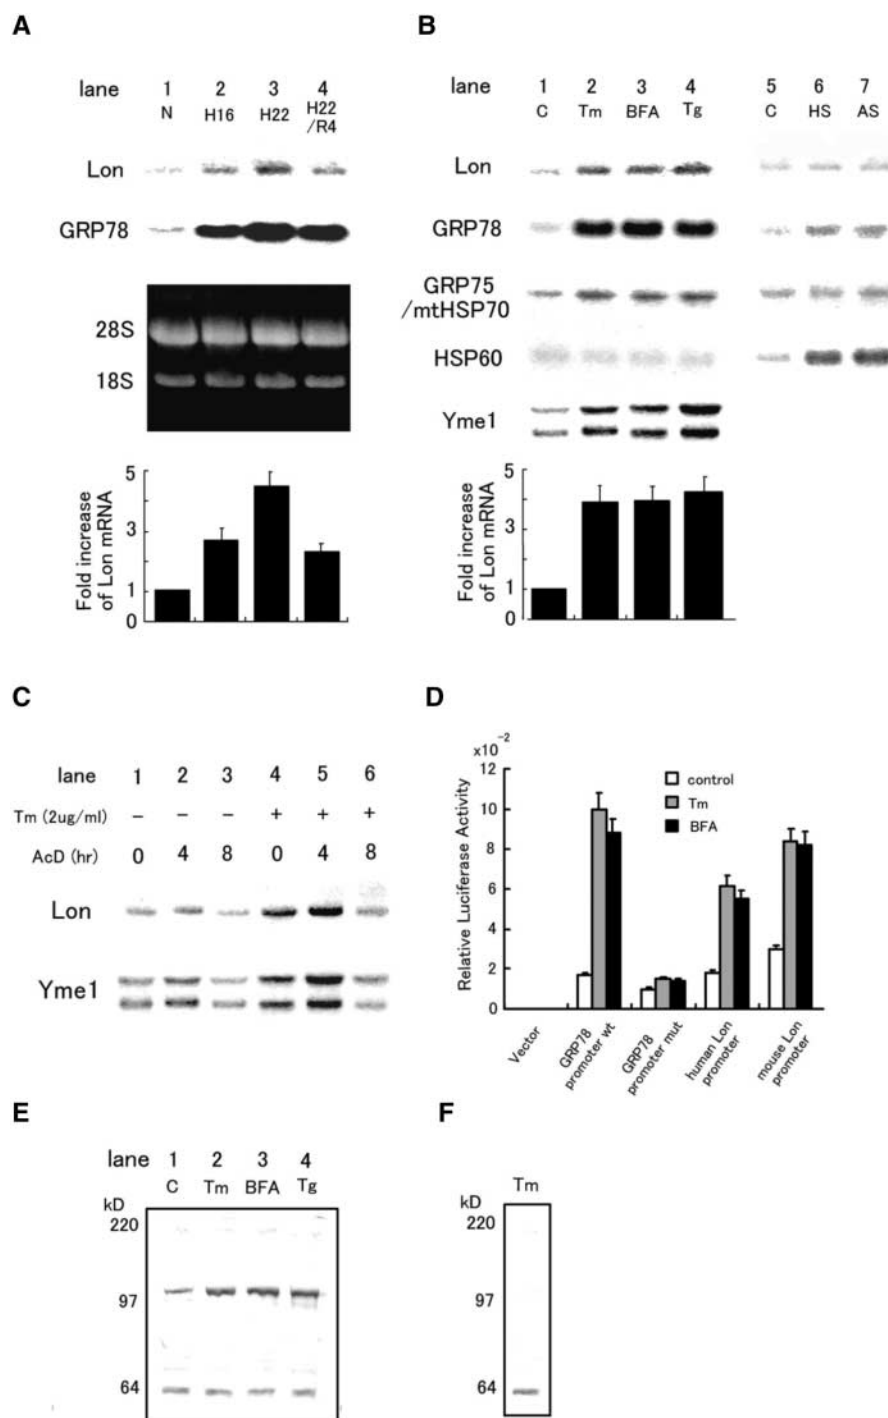 A
lane 1 2 3 4
N H16 H22 H22
/R4
Lon
GRP78
28S
18S
Fold increase
of Lon mRNA
5
3
1
0
B
lane 1 2 3 4 5 6 7
C Tm BFA Tg C HS AS
Lon
GRP78
GRP75
/mtHSP70
HSP60
Yme1
Fold increase
of Lon mRNA
5
3
1
0
C
lane 1 2 3 4 5 6
Tm (2ug/ml) − − − + + +
AcD (hr) 0 4 8 0 4 8
Lon
Yme1
D
x10⁻²
Relative Luciferase Activity
12
10
8
6
4
2
0
control
Tm
BFA
Vector
GRP78
promoter wt
GRP78
promoter mut
human Lon
promoter
mouse Lon
promoter
E
lane 1 2 3 4
C Tm BFA Tg
kD
220
97
64
F
Tm
kD
220
97
64